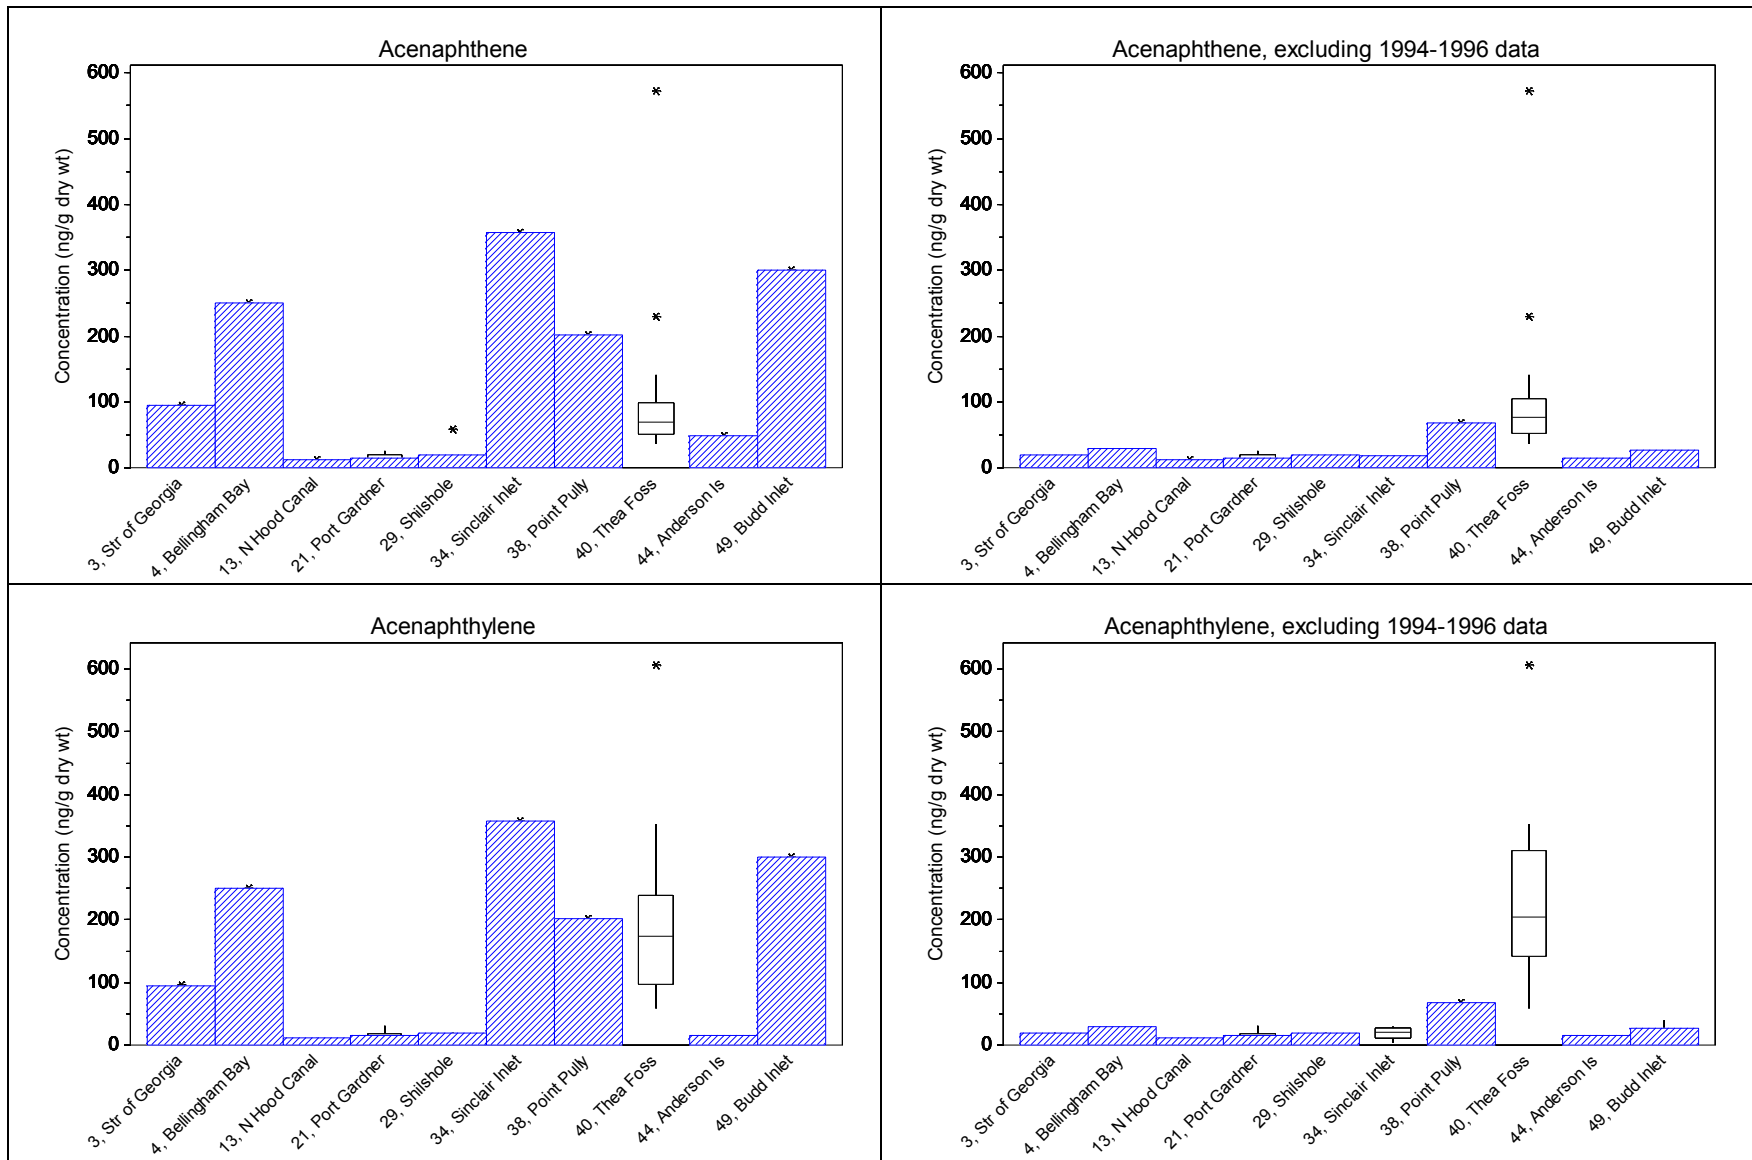 Acenaphthene
Concentration (ng/g dry wt)
600
500
400
300
200
100
0
3, Str of Georgia
4, Bellingham Bay
13, N Hood Canal
21, Port Gardner
29, Shilshole
34, Sinclair Inlet
38, Point Pully
40, Thea Foss
44, Anderson Is
49, Budd Inlet
Acenaphthene, excluding 1994-1996 data
Concentration (ng/g dry wt)
600
500
400
300
200
100
0
3, Str of Georgia
4, Bellingham Bay
13, N Hood Canal
21, Port Gardner
29, Shilshole
34, Sinclair Inlet
38, Point Pully
40, Thea Foss
44, Anderson Is
49, Budd Inlet
Acenaphthylene
Concentration (ng/g dry wt)
600
500
400
300
200
100
0
3, Str of Georgia
4, Bellingham Bay
13, N Hood Canal
21, Port Gardner
29, Shilshole
34, Sinclair Inlet
38, Point Pully
40, Thea Foss
44, Anderson Is
49, Budd Inlet
Acenaphthylene, excluding 1994-1996 data
Concentration (ng/g dry wt)
600
500
400
300
200
100
0
3, Str of Georgia
4, Bellingham Bay
13, N Hood Canal
21, Port Gardner
29, Shilshole
34, Sinclair Inlet
38, Point Pully
40, Thea Foss
44, Anderson Is
49, Budd Inlet